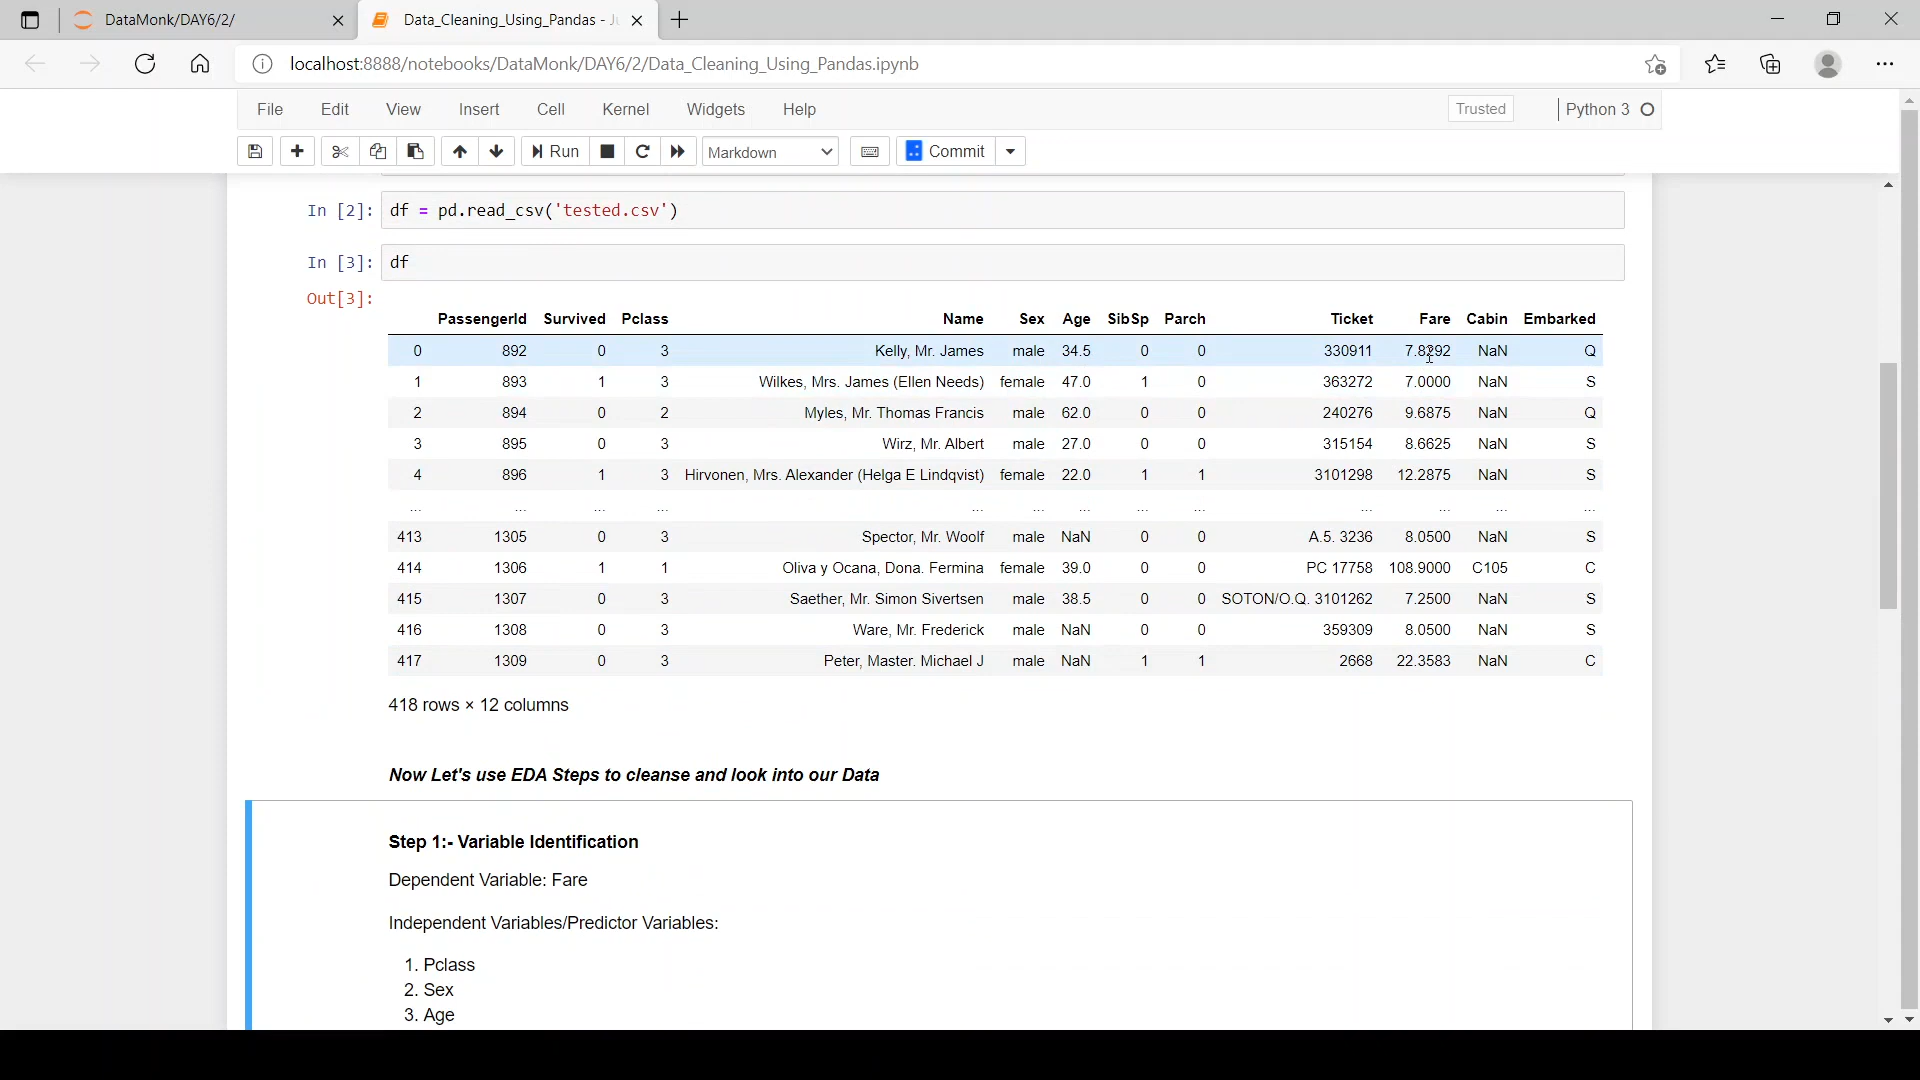 DataMonk/DAY6/2/ Data_Cleaning_Using_Pandas - Ju
localhost:8888/notebooks/DataMonk/DAY6/2/Data_Cleaning_Using_Pandas.ipynb
File Edit View Insert Cell Kernel Widgets Help Trusted Python 3
Run Markdown Commit
In [2]: df = pd.read_csv('tested.csv')
In [3]: df
Out[3]:
PassengerId Survived Pclass Name Sex Age SibSp Parch Ticket Fare Cabin Embarked
0 892 0 3 Kelly, Mr. James male 34.5 0 0 330911 7.8292 NaN Q
1 893 1 3 Wilkes, Mrs. James (Ellen Needs) female 47.0 1 0 363272 7.0000 NaN S
2 894 0 2 Myles, Mr. Thomas Francis male 62.0 0 0 240276 9.6875 NaN Q
3 895 0 3 Wirz, Mr. Albert male 27.0 0 0 315154 8.6625 NaN S
4 896 1 3 Hirvonen, Mrs. Alexander (Helga E Lindqvist) female 22.0 1 1 3101298 12.2875 NaN S
... ... ... ... ... ... ... ... ... ... ... ... ...
413 1305 0 3 Spector, Mr. Woolf male NaN 0 0 A.5. 3236 8.0500 NaN S
414 1306 1 1 Oliva y Ocana, Dona. Fermina female 39.0 0 0 PC 17758 108.9000 C105 C
415 1307 0 3 Saether, Mr. Simon Sivertsen male 38.5 0 0 SOTON/O.Q. 3101262 7.2500 NaN S
416 1308 0 3 Ware, Mr. Frederick male NaN 0 0 359309 8.0500 NaN S
417 1309 0 3 Peter, Master. Michael J male NaN 1 1 2668 22.3583 NaN C
418 rows × 12 columns
Now Let's use EDA Steps to cleanse and look into our Data
Step 1:- Variable Identification
Dependent Variable: Fare
Independent Variables/Predictor Variables:
1. Pclass
2. Sex
3. Age